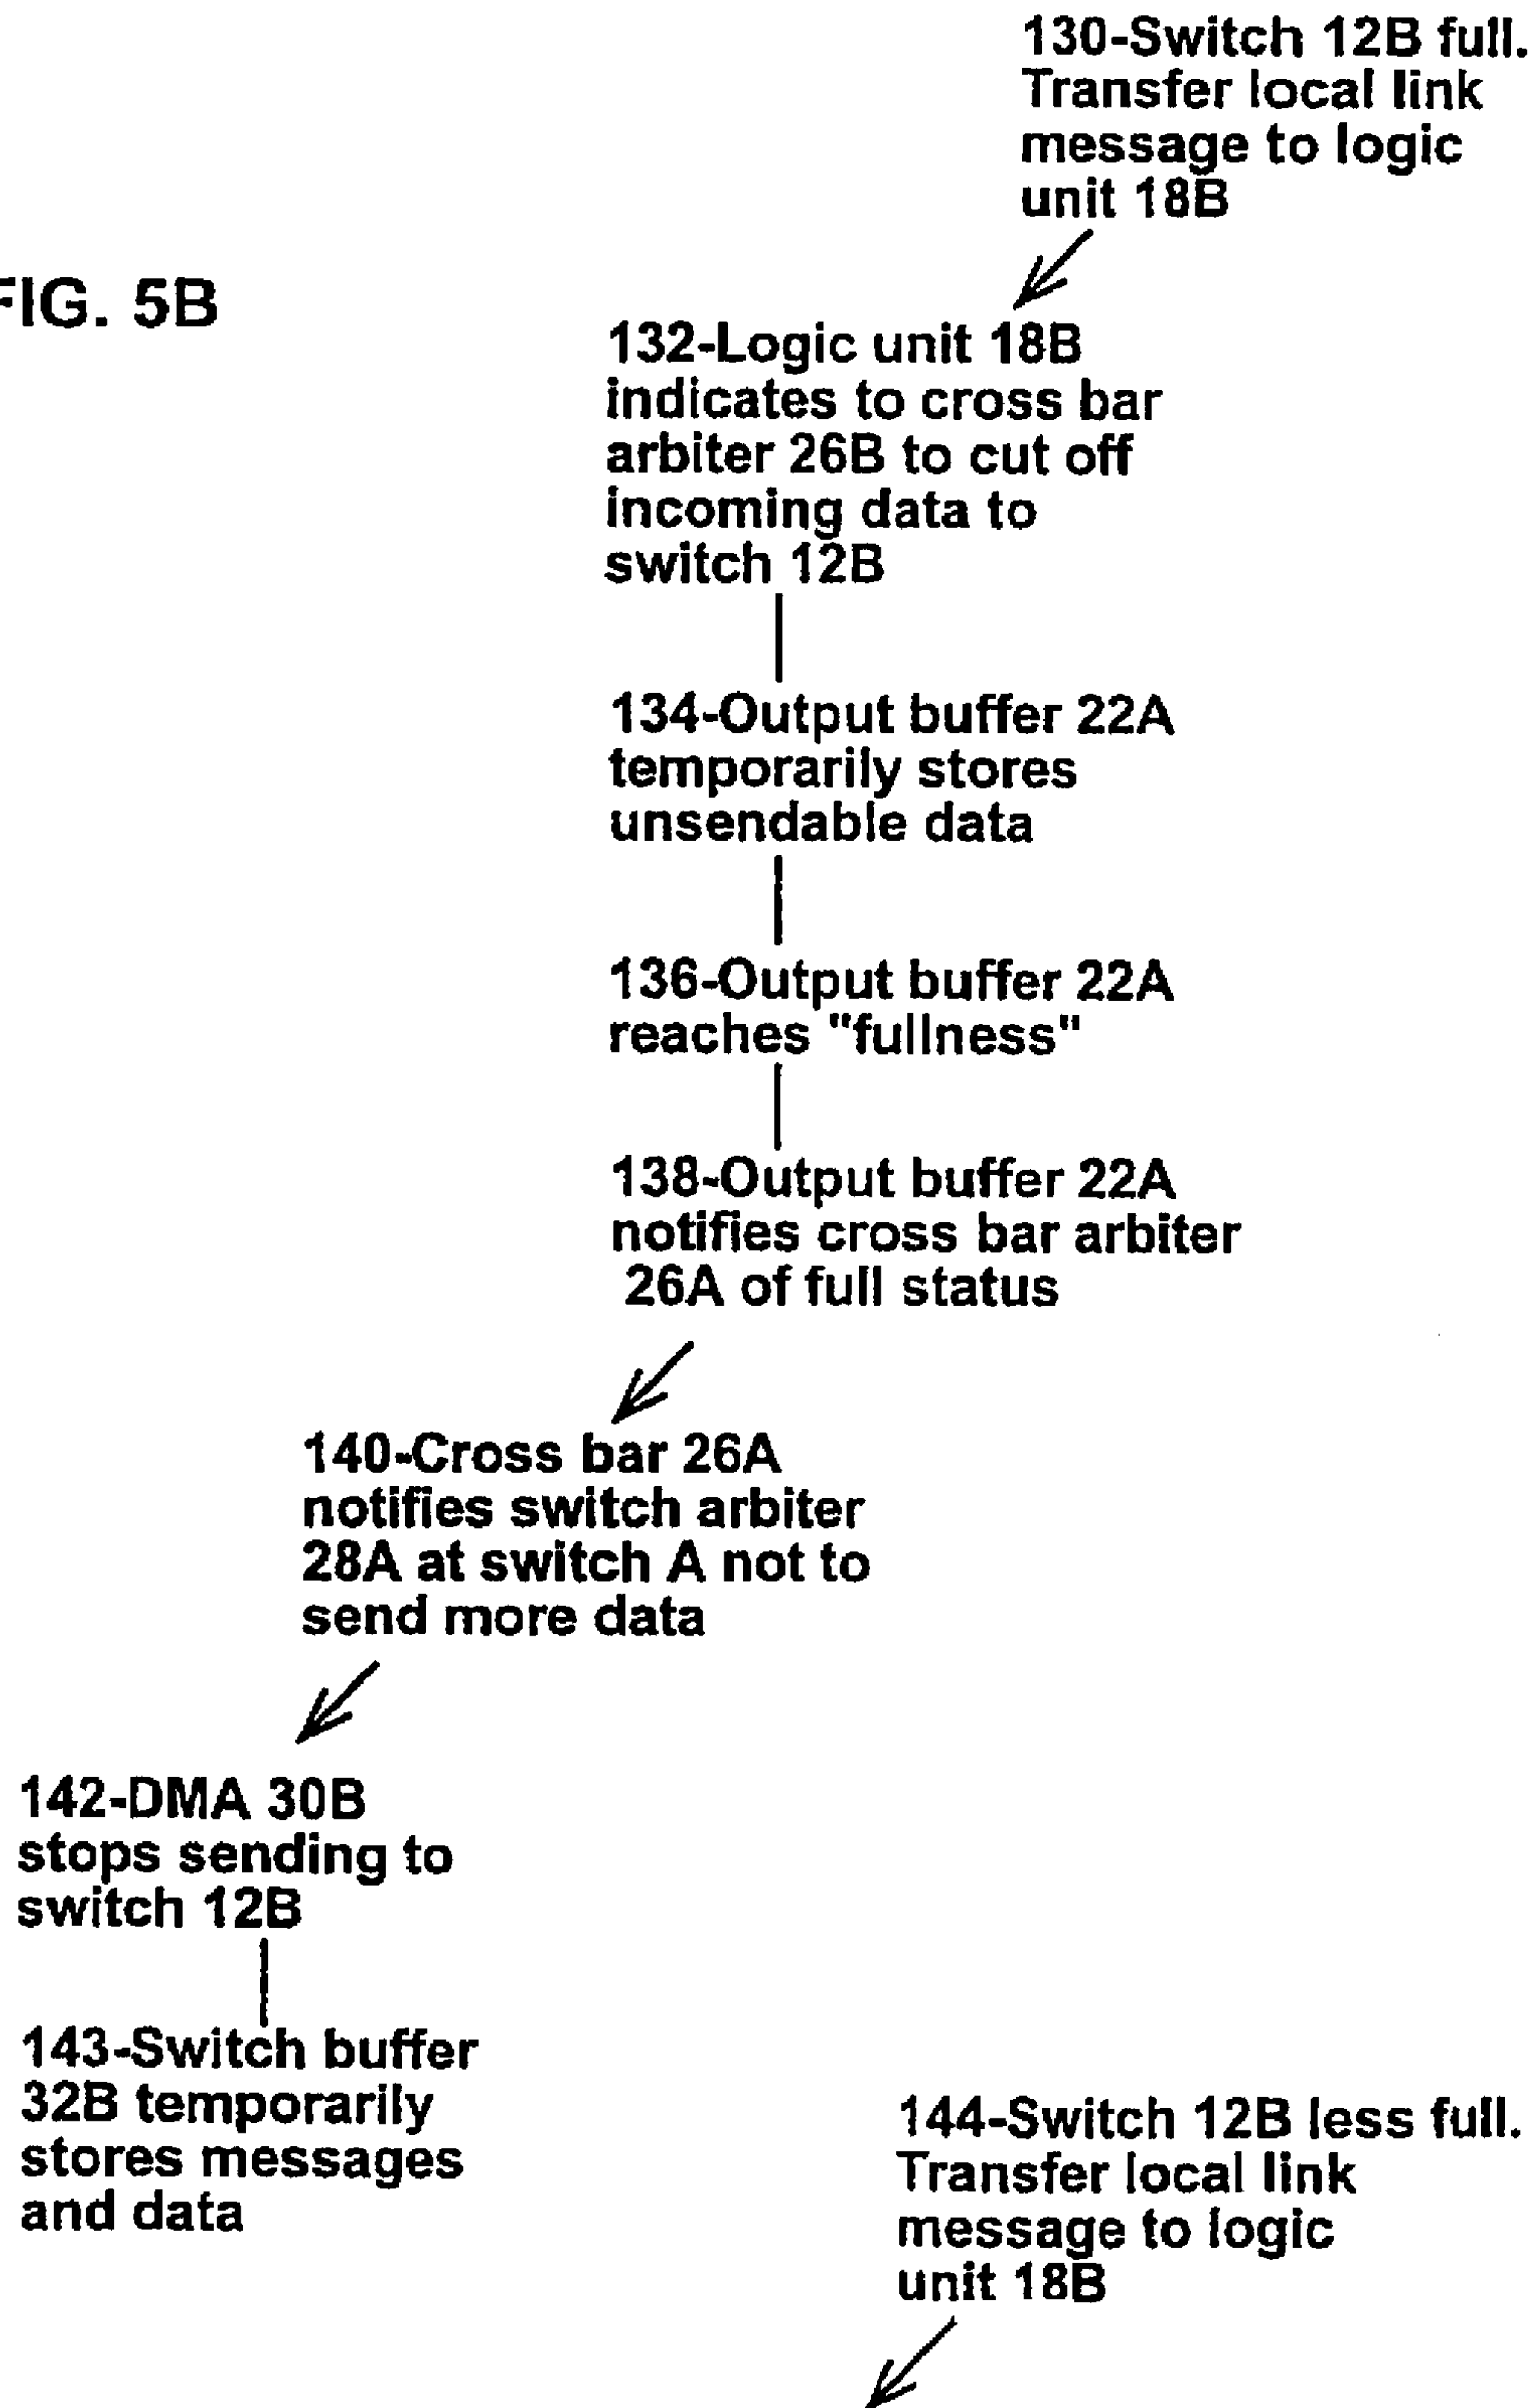 130-Switch 12B full.
Transfer local link
message to logic
unit 18B
FIG. 5B
132-Logic unit 18B
indicates to cross bar
arbiter 26B to cut off
incoming data to
switch 12B
134-Output buffer 22A
temporarily stores
unsendable data
136-Output buffer 22A
reaches "fullness"
138-Output buffer 22A
notifies cross bar arbiter
26A of full status
140-Cross bar 26A
notifies switch arbiter
28A at switch A not to
send more data
142-DMA 30B
stops sending to
switch 12B
143-Switch buffer
32B temporarily
stores messages
and data
144-Switch 12B less full.
Transfer local link
message to logic
unit 18B